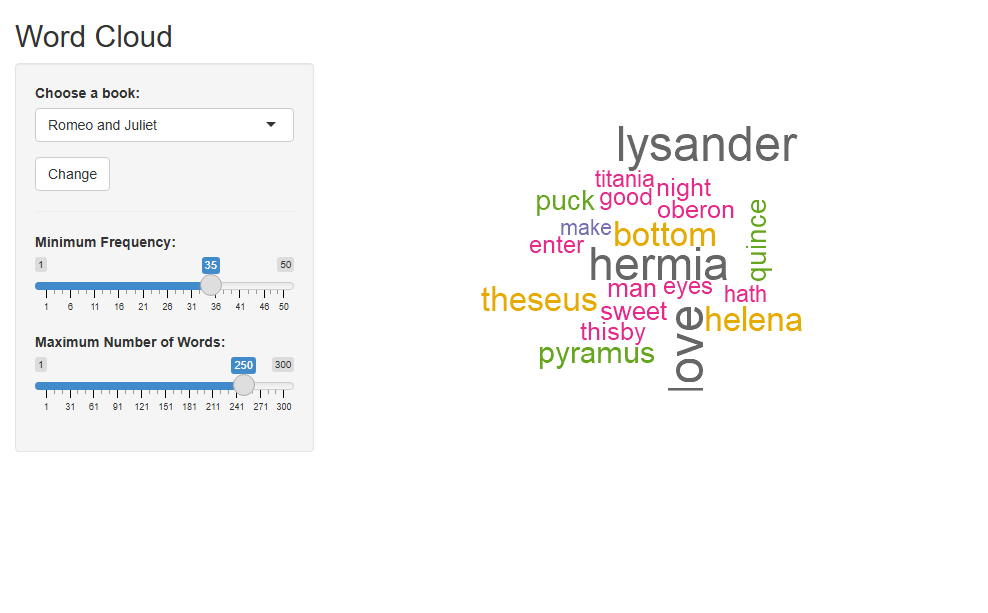 Word Cloud
Choose a book:
Romeo and Juliet
Change
Minimum Frequency:
1 35 50
1 6 11 16 21 26 31 36 41 46 50
Maximum Number of Words:
1 250 300
1 31 61 91 121 151 181 211 241 271 300
lysander
titania
night
puck
good
oberon
quince
make
bottom
enter
hermia
man
eyes
hath
theseus
sweet
helena
love
thisby
pyramus